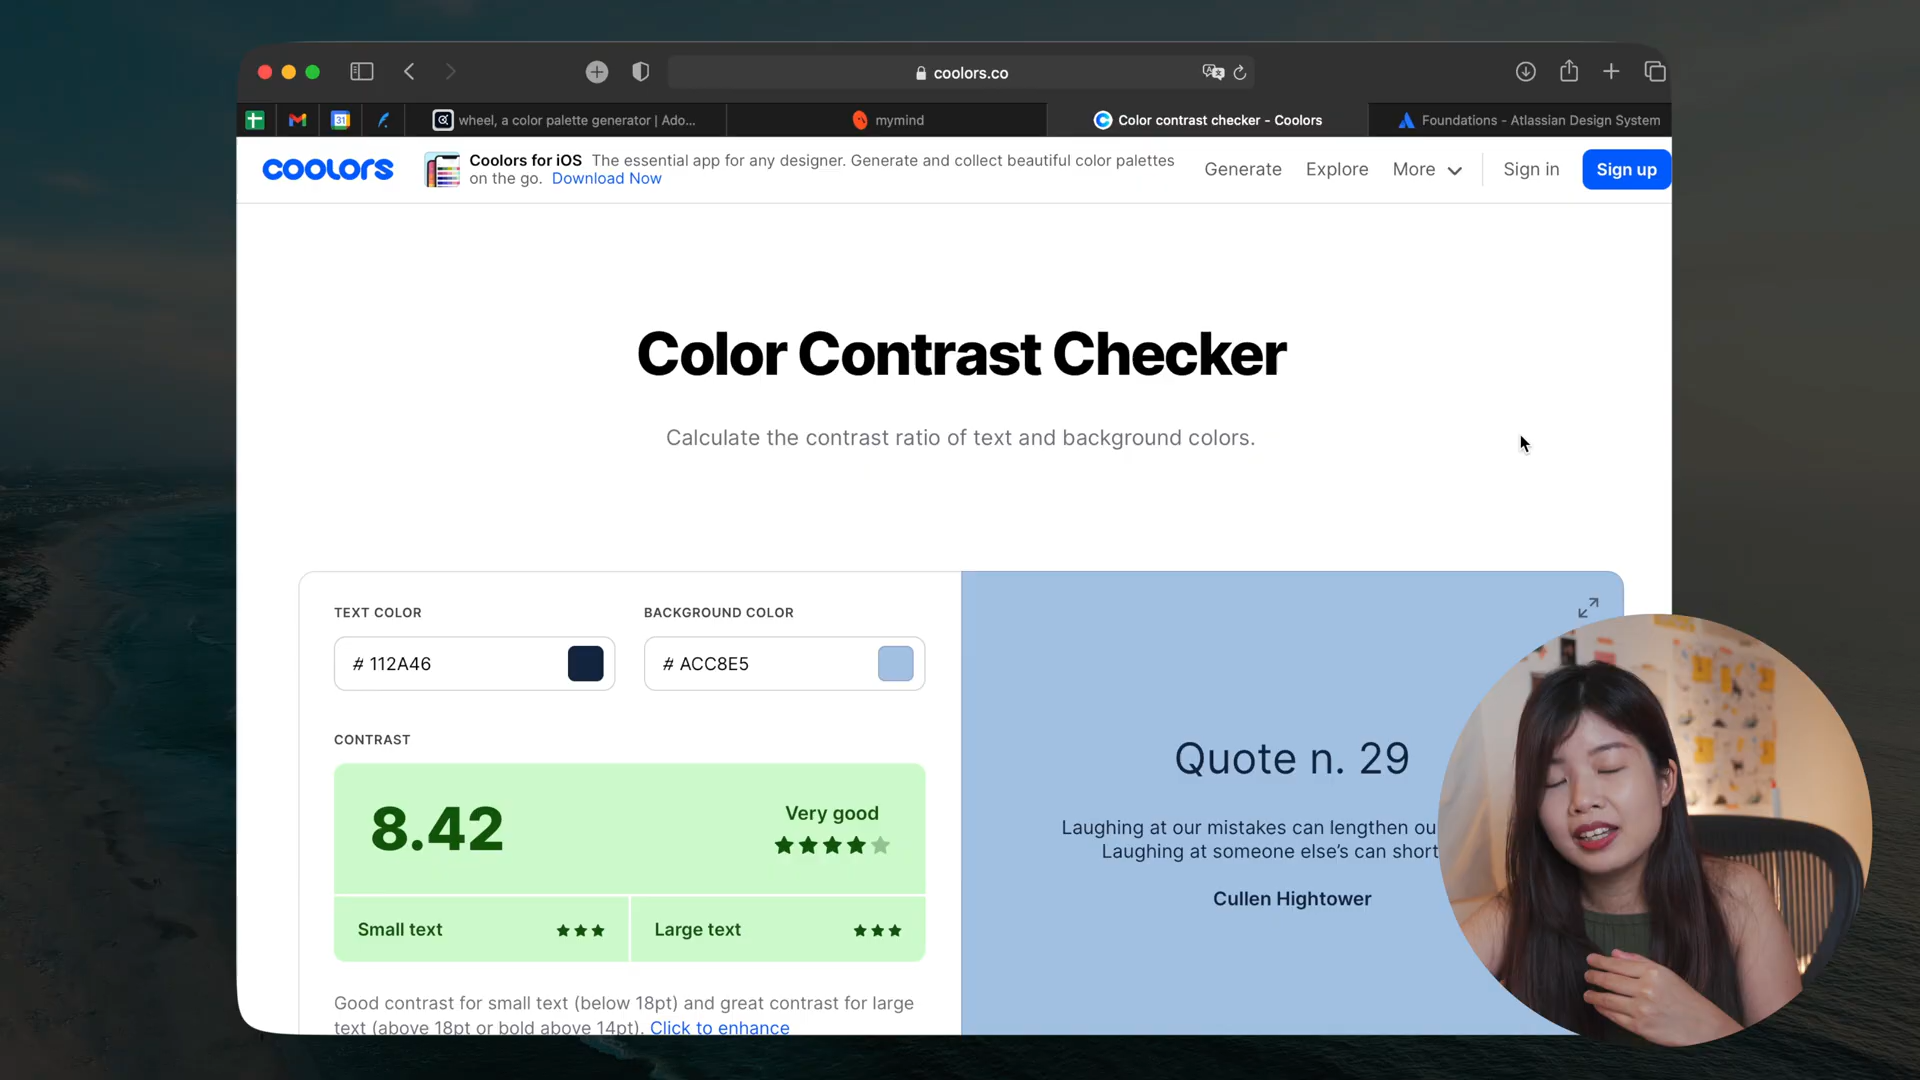 coolors.co
31
wheel, a color palette generator | Ado...
mymind
Color contrast checker - Coolors
Foundations - Atlassian Design System
coolors
Coolors for iOS The essential app for any designer. Generate and collect beautiful color palettes
on the go. Download Now
Generate
Explore
More
Sign in
Sign up
Color Contrast Checker
Calculate the contrast ratio of text and background colors.
TEXT COLOR
BACKGROUND COLOR
# 112A46
# ACC8E5
CONTRAST
8.42
Very good
Small text
Large text
Good contrast for small text (below 18pt) and great contrast for large
text (above 18pt or bold above 14pt). Click to enhance
Quote n. 29
Laughing at our mistakes can lengthen ou
Laughing at someone else's can short
Cullen Hightower